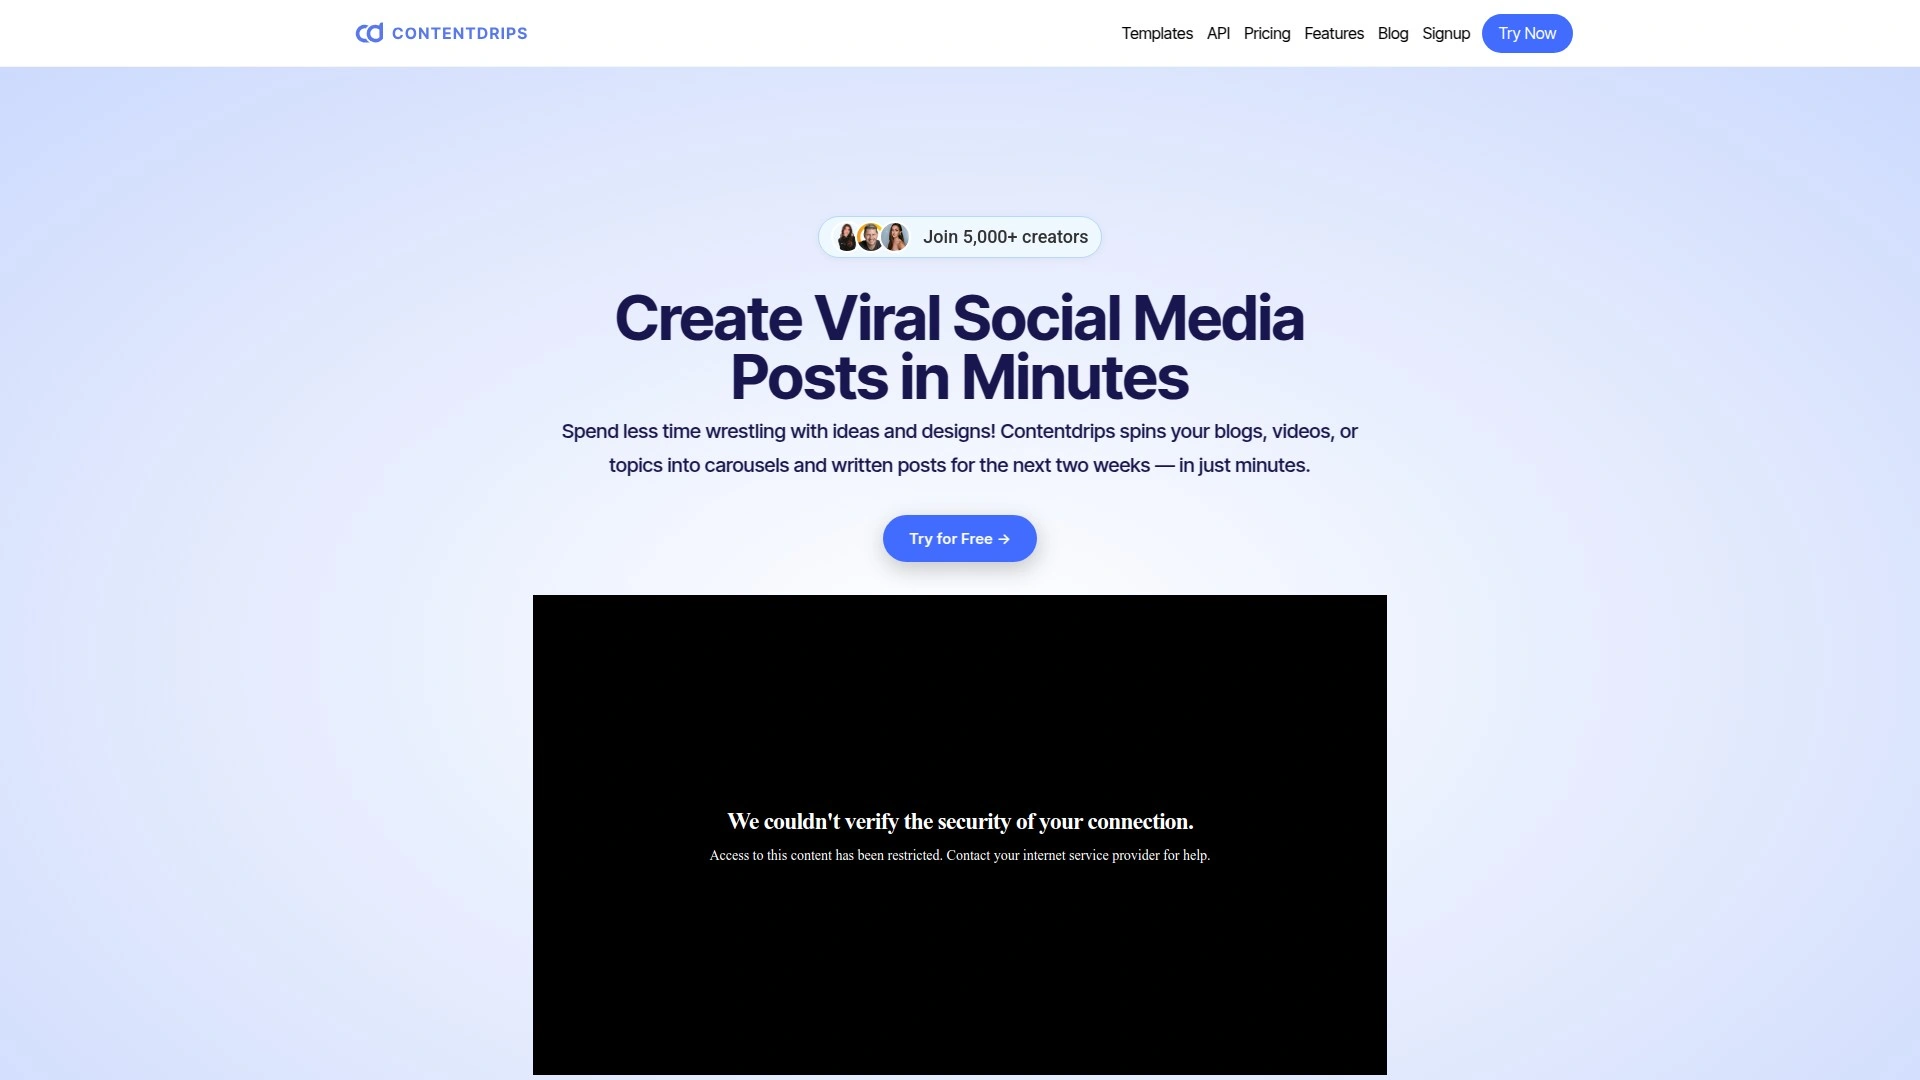 CONTENTDRIPS
Templates API Pricing Features Blog Signup Try Now
Join 5,000+ creators
Create Viral Social Media
Posts in Minutes
Spend less time wrestling with ideas and designs! Contentdrips spins your blogs, videos, or
topics into carousels and written posts for the next two weeks — in just minutes.
Try for Free →
We couldn't verify the security of your connection.
Access to this content has been restricted. Contact your internet service provider for help.